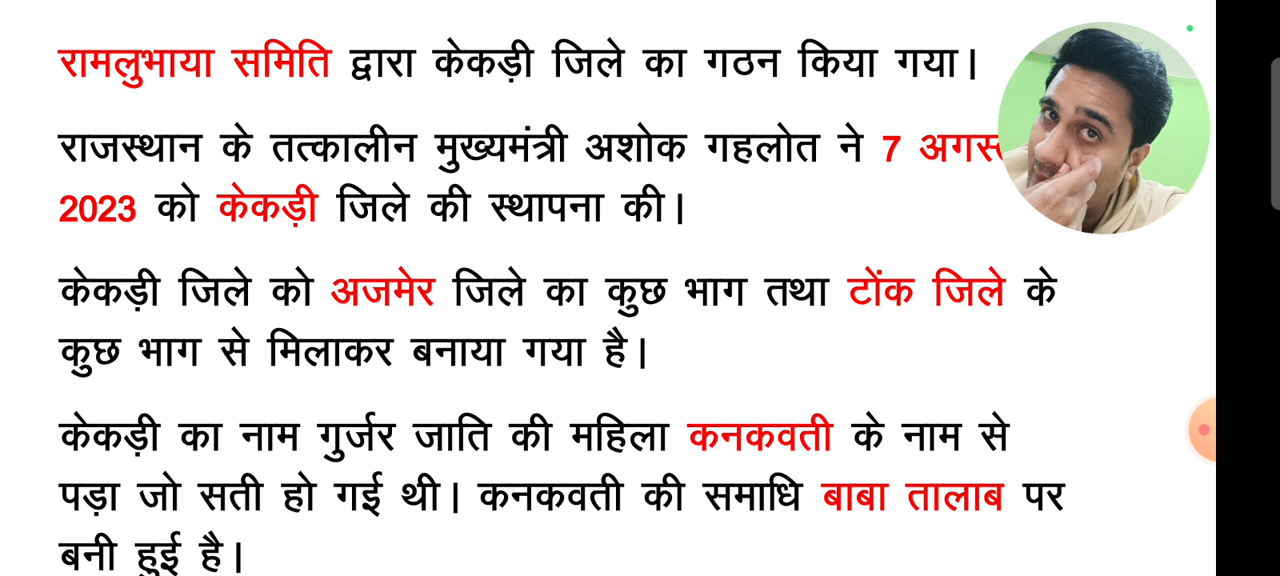 रामलुभाया समिति द्वारा केकड़ी जिले का गठन किया गया।
राजस्थान के तत्कालीन मुख्यमंत्री अशोक गहलोत ने 7
2023 को केकड़ी जिले की स्थापना की।
केकड़ी जिले को अजमेर जिले का कुछ भाग तथा टोंक जिले के
कुछ भाग से मिलाकर बनाया गया है।
केकड़ी का नाम गुर्जर जाति की महिला कनकवती के नाम से
पड़ा जो सती हो गई थी। कनकवती की समाधि बाबा तालाब पर
बनी हुई है।